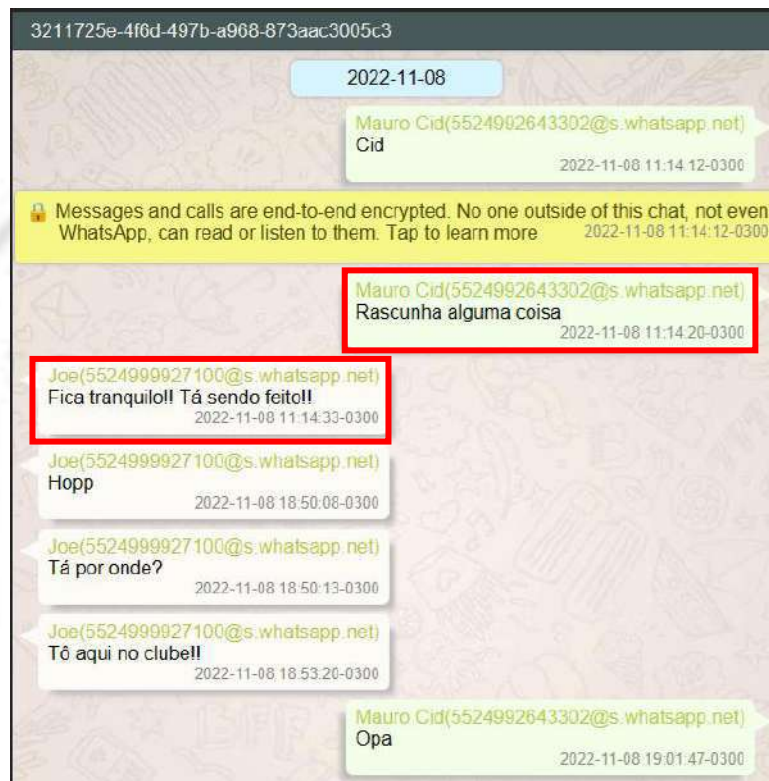 3211725e-4f6d-497b-a968-873aac3005c3
2022-11-08
Mauro Cid(5524992643302@s.whatsapp.net)
Cid
2022-11-08 11:14:12-0300
Messages and calls are end-to-end encrypted. No one outside of this chat, not even
WhatsApp, can read or listen to them. Tap to learn more 2022-11-08 11:14:12-0300
Mauro Cid(5524992643302@s.whatsapp.net)
Rascunha alguma coisa
2022-11-08 11:14:20-0300
Joe(5524999927100@s.whatsapp.net)
Fica tranquilo!! Tá sendo feito!!
2022-11-08 11:14:33-0300
Joe(5524999927100@s.whatsapp.net)
Hopp
2022-11-08 18:50:08-0300
Joe(5524999927100@s.whatsapp.net)
Tá por onde?
2022-11-08 18:50:13-0300
Joe(5524999927100@s.whatsapp.net)
Tô aqui no clube!!
2022-11-08 18:53:20-0300
Mauro Cid(5524992643302@s.whatsapp.net)
Opa
2022-11-08 19:01:47-0300